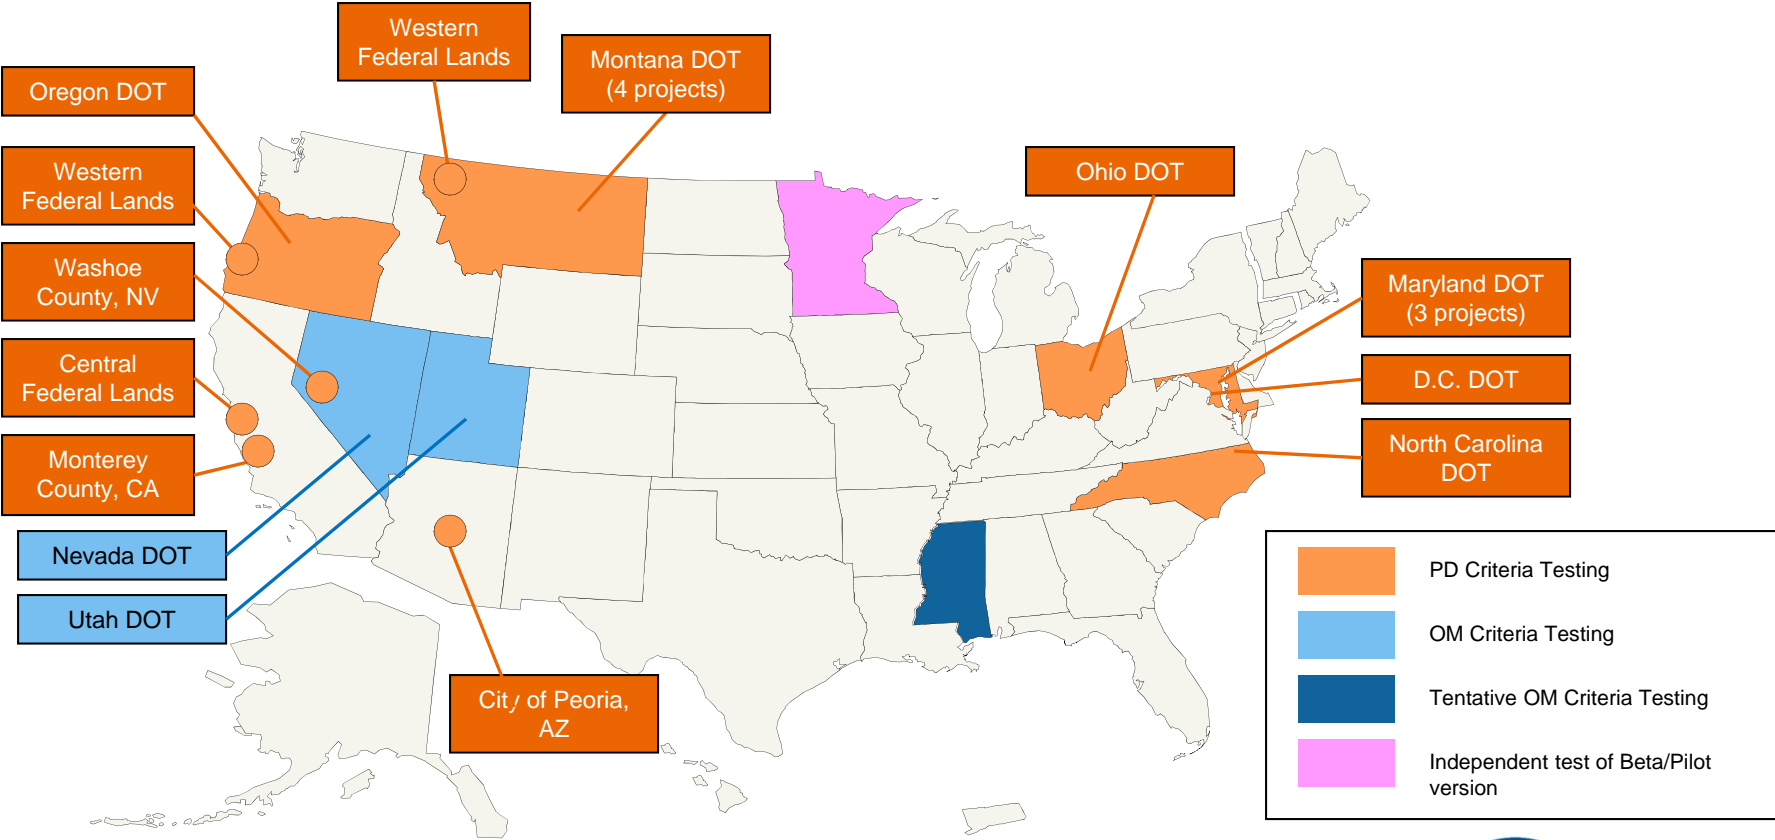 Western
Federal Lands
Montana DOT
(4 projects)
Oregon DOT
Western
Federal Lands
Ohio DOT
Washoe
County, NV
Maryland DOT
(3 projects)
Central
Federal Lands
D.C. DOT
Monterey
County, CA
North Carolina
DOT
Nevada DOT
Utah DOT
City of Peoria,
AZ
PD Criteria Testing
OM Criteria Testing
Tentative OM Criteria Testing
Independent test of Beta/Pilot
version